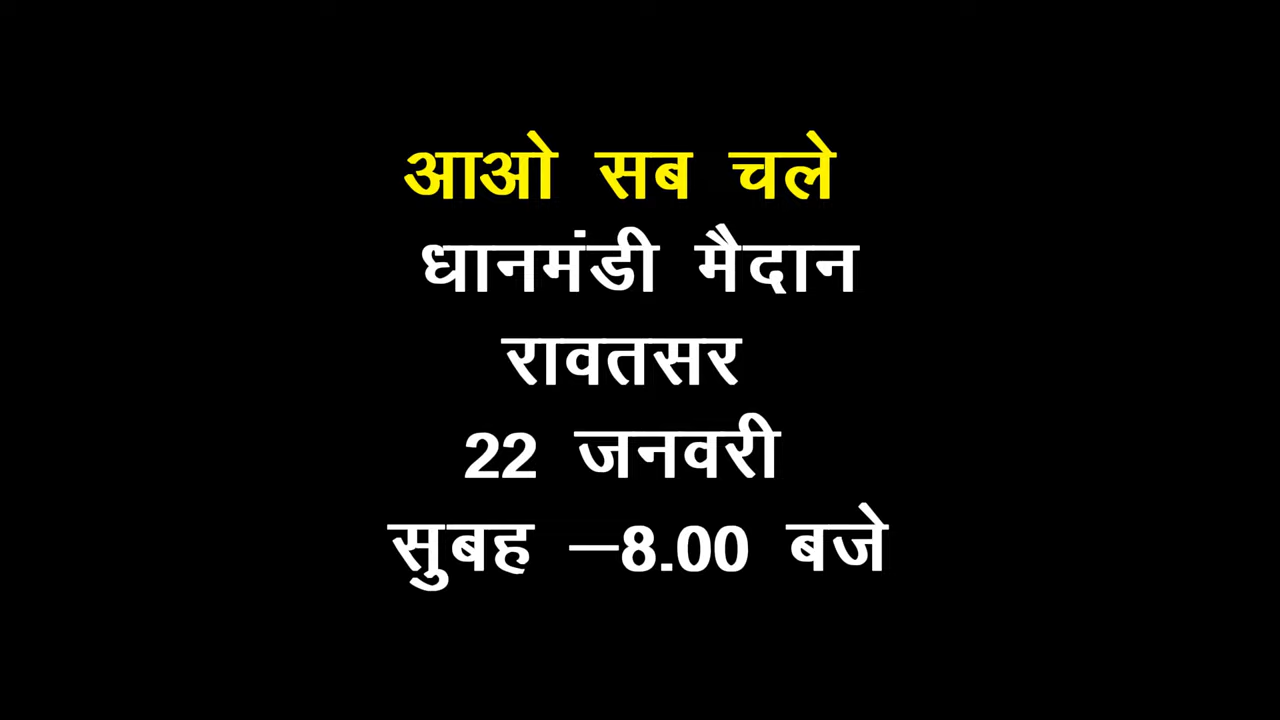 आओ सब चले
धानमंडी मैदान
रावतसर
22 जनवरी
सुबह –8.00 बजे